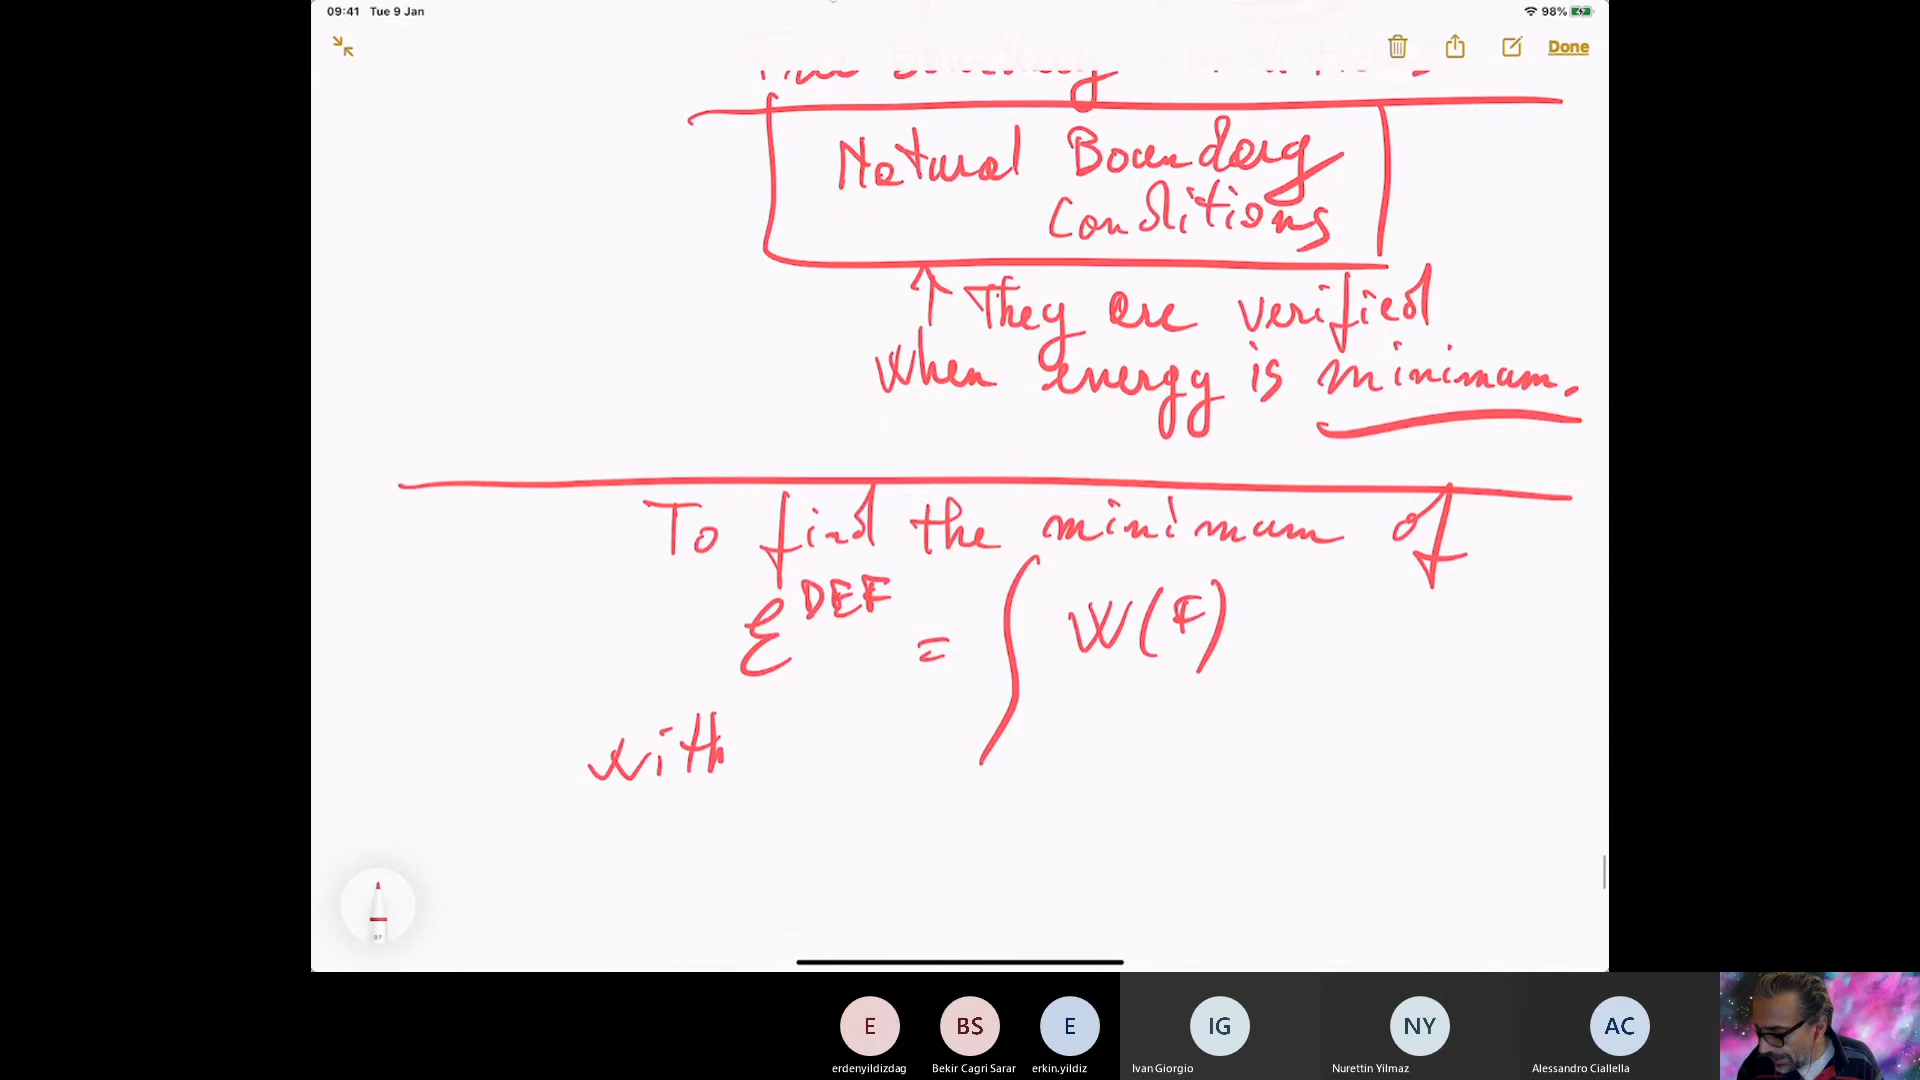 09:41 Tue 9 Jan
98%
Done
Boundary
Natural Boundary
Conditions
↑ They are verified
when energy is minimum.
To find the minimum of
ℰ^DEF = ∫ W(F)
with
97
E
BS
E
IG
NY
AC
erdenyildizdag
Bekir Cagri Sarar
erkin.yildiz
Ivan Giorgio
Nurettin Yilmaz
Alessandro Ciallella